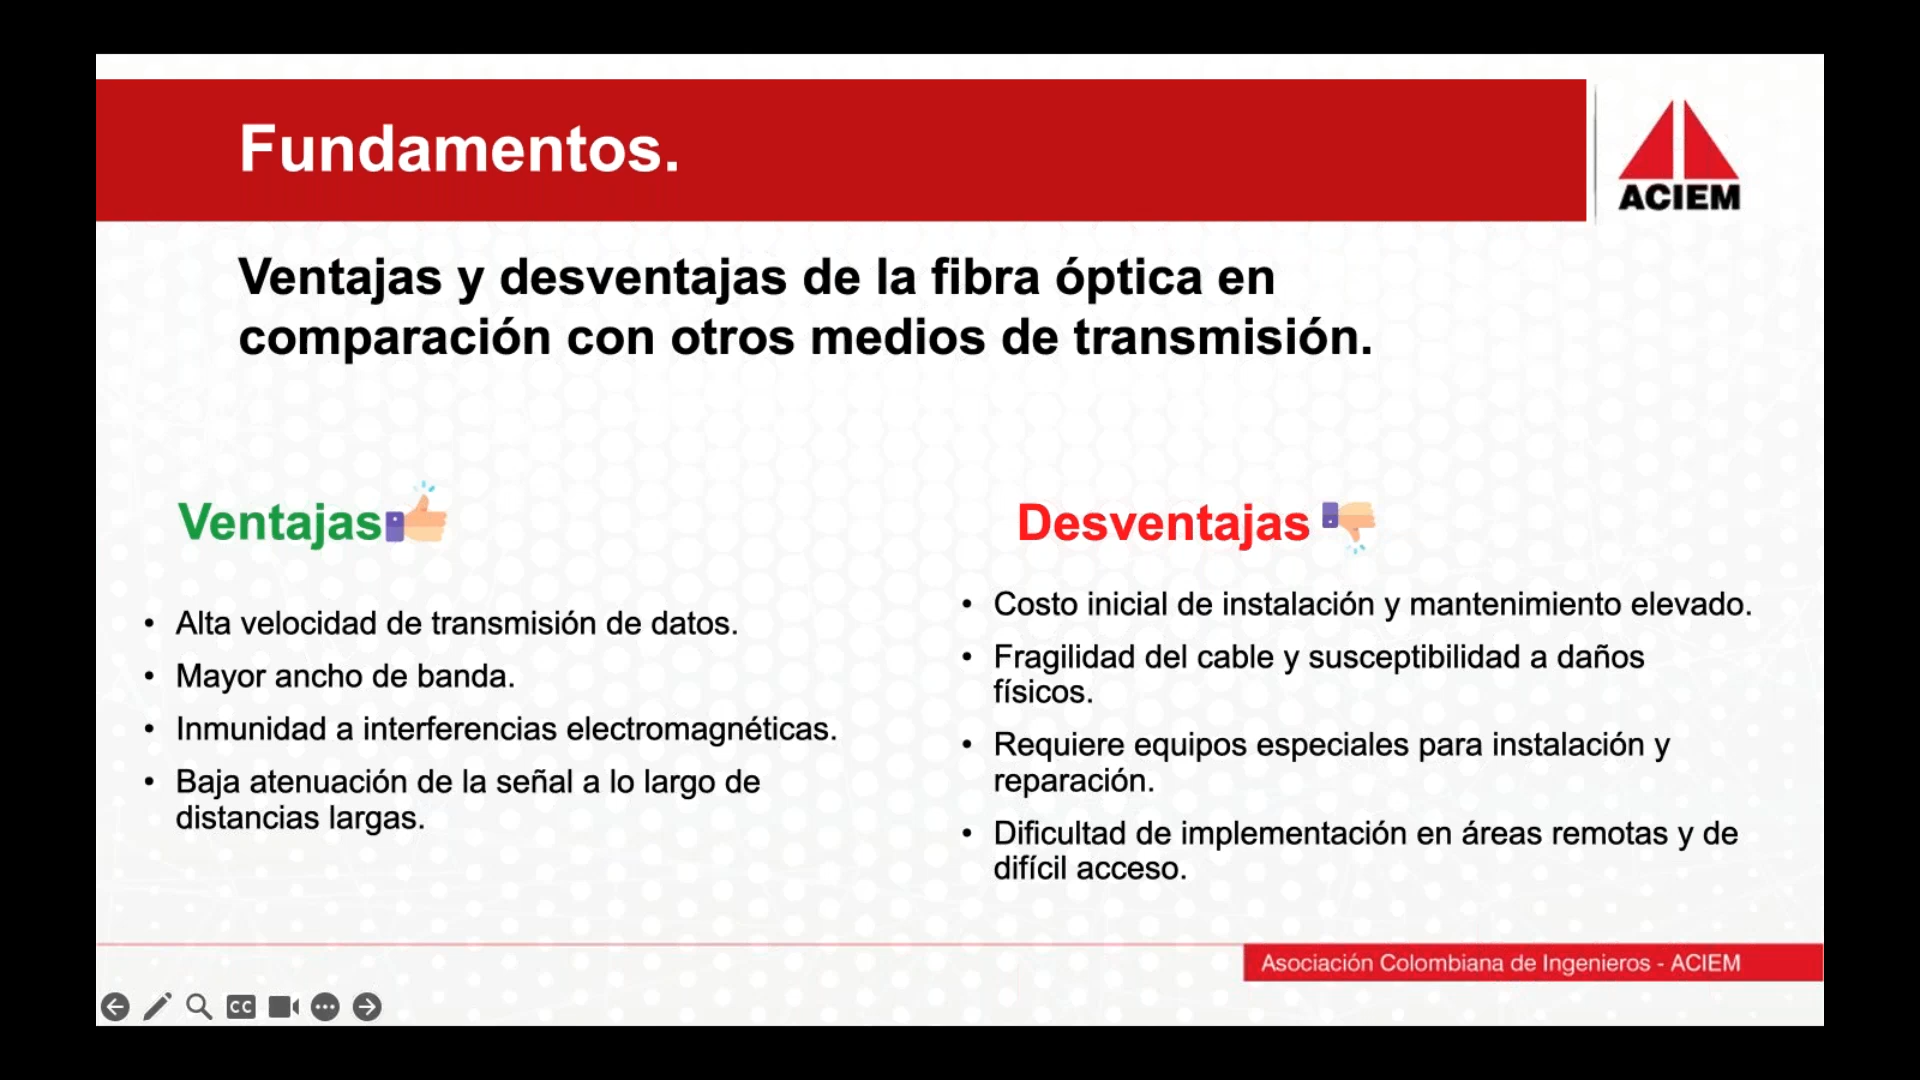 Fundamentos.
ACIEM
Ventajas y desventajas de la fibra óptica en
comparación con otros medios de transmisión.
Ventajas
• Alta velocidad de transmisión de datos.
• Mayor ancho de banda.
• Inmunidad a interferencias electromagnéticas.
• Baja atenuación de la señal a lo largo de
distancias largas.
Desventajas
• Costo inicial de instalación y mantenimiento elevado.
• Fragilidad del cable y susceptibilidad a daños
físicos.
• Requiere equipos especiales para instalación y
reparación.
• Dificultad de implementación en áreas remotas y de
difícil acceso.
Asociación Colombiana de Ingenieros - ACIEM
CC